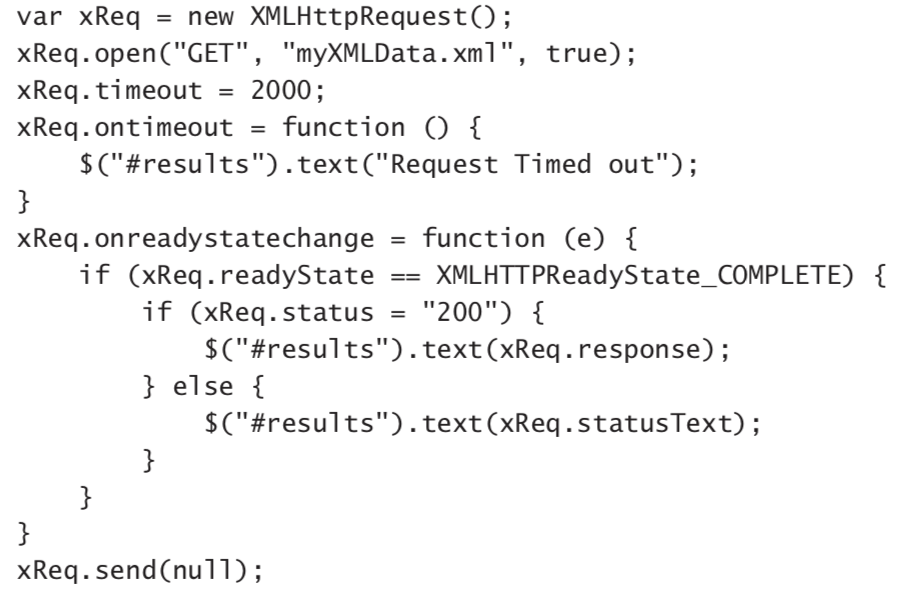 var xReq = new XMLHttpRequest();
xReq.open("GET", "myXMLData.xml", true);
xReq.timeout = 2000;
xReq.ontimeout = function () {
    $("#results").text("Request Timed out");
}
xReq.onreadystatechange = function (e) {
    if (xReq.readyState == XMLHTTPReadyState_COMPLETE) {
        if (xReq.status = "200") {
            $("#results").text(xReq.response);
        } else {
            $("#results").text(xReq.statusText);
        }
    }
}
xReq.send(null);